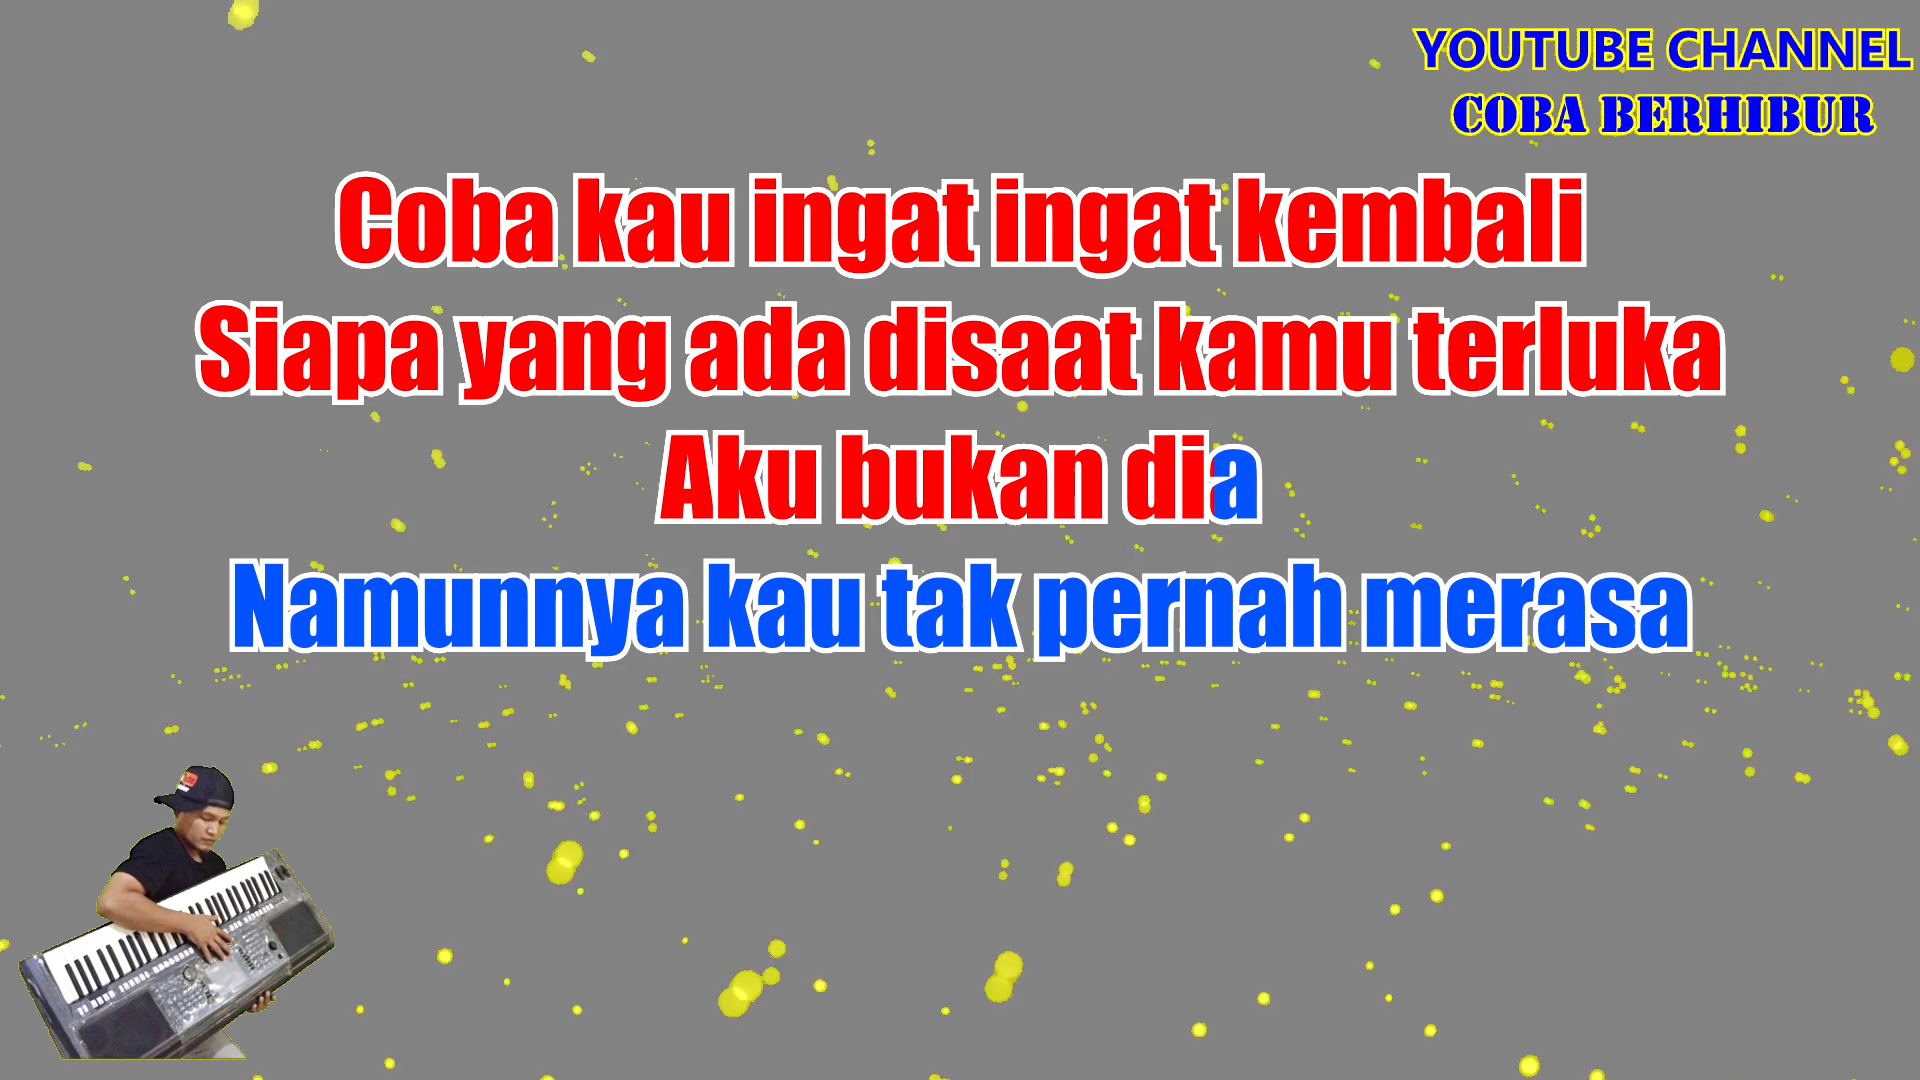 YOUTUBE CHANNEL
COBA BERHIBUR
Coba kau ingat ingat kembali
Siapa yang ada disaat kamu terluka
Aku bukan dia
Namunnya kau tak pernah merasa